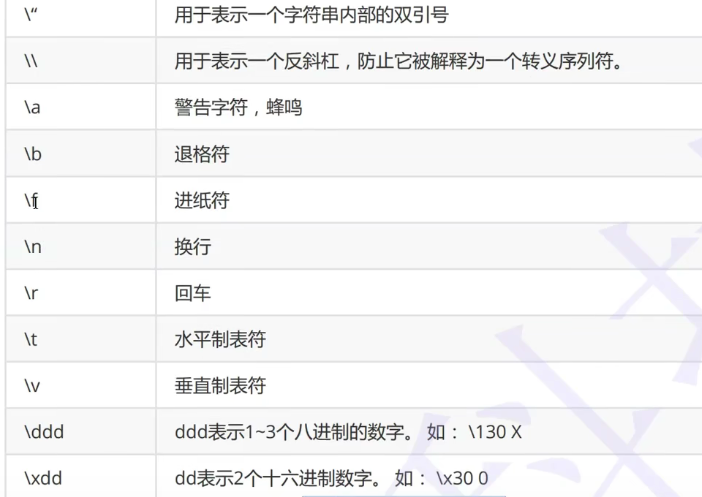 \“ 用于表示一个字符串内部的双引号
\\ 用于表示一个反斜杠，防止它被解释为一个转义序列符。
\a 警告字符，蜂鸣
\b 退格符
\f 进纸符
\n 换行
\r 回车
\t 水平制表符
\v 垂直制表符
\ddd ddd表示1~3个八进制的数字。 如： \130 X
\xdd dd表示2个十六进制数字。 如： \x30 0